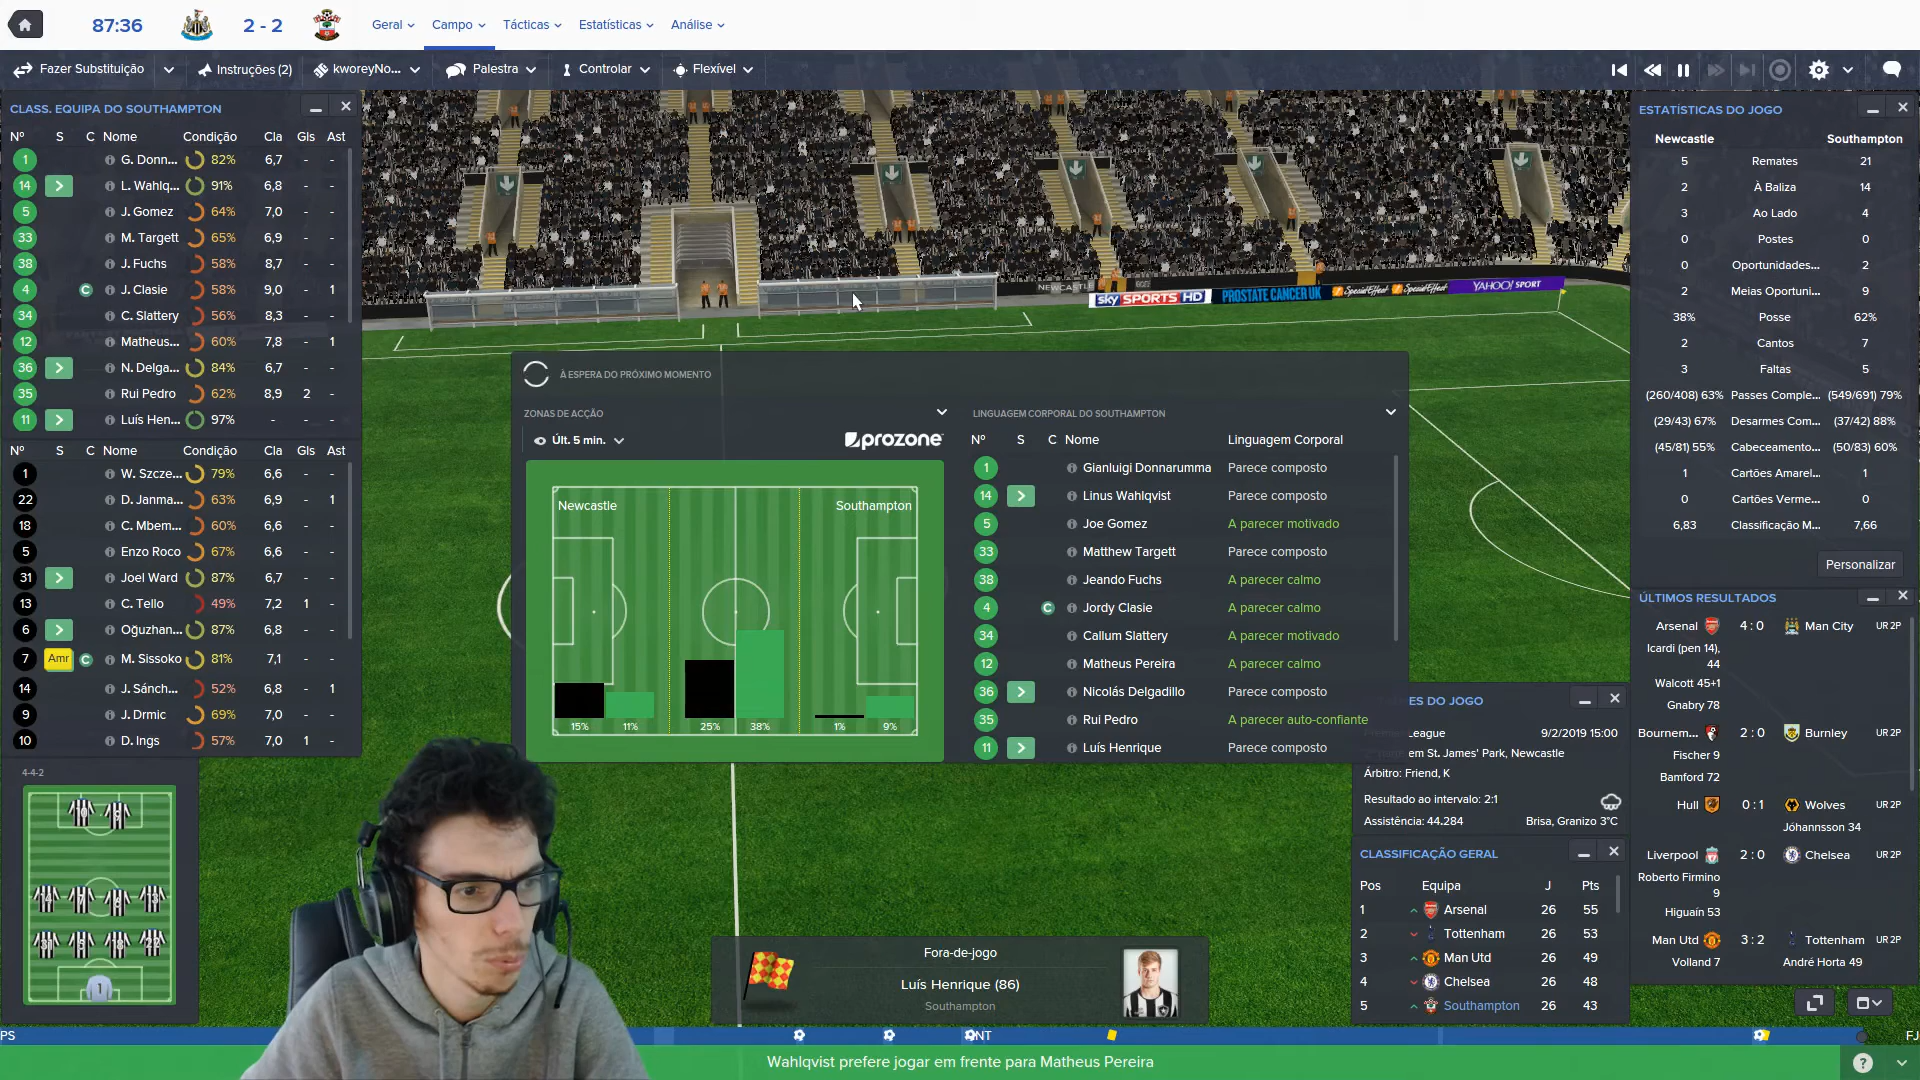 87:36
2 - 2
Geral
Campo
Tácticas
Estatísticas
Análise
Fazer Substituição
Instruções (2)
kworeyNo...
Palestra
Controlar
Flexível
CLASS. EQUIPA DO SOUTHAMPTON
Nº S C Nome Condição Cla Gls Ast
1 G. Donn... 82% 6,7 - -
14 L. Wahlq... 91% 6,8 - -
5 J. Gomez 64% 7,0 - -
33 M. Targett 65% 6,9 - -
38 J. Fuchs 58% 8,7 - -
4 C J. Clasie 58% 9,0 - 1
34 C. Slattery 56% 8,3 - -
12 Matheus... 60% 7,8 - 1
36 N. Delga... 84% 6,7 - -
35 Rui Pedro 62% 8,9 2 -
11 Luís Hen... 97% - - -
Nº S C Nome Condição Cla Gls Ast
1 W. Szcze... 79% 6,6 - -
22 D. Janma... 63% 6,9 - 1
18 C. Mbem... 60% 6,6 - -
5 Enzo Roco 67% 6,6 - -
31 Joel Ward 87% 6,7 - -
13 C. Tello 49% 7,2 1 -
6 Oğuzhan... 87% 6,8 - -
7 Amr C M. Sissoko 81% 7,1 - -
14 J. Sánch... 52% 6,8 - 1
9 J. Drmic 69% 7,0 - -
10 D. Ings 57% 7,0 1 -
4-4-2
NEWCASTLE
sky SPORTS HD
PROSTATE CANCER UK
SpecialEffect
SpecialEffect
YAHOO! SPORT
À ESPERA DO PRÓXIMO MOMENTO
ZONAS DE ACÇÃO
Últ. 5 min.
prozone
Newcastle Southampton
15% 11% 25% 38% 1% 9%
LINGUAGEM CORPORAL DO SOUTHAMPTON
Nº S C Nome Linguagem Corporal
1 Gianluigi Donnarumma Parece composto
14 Linus Wahlqvist Parece composto
5 Joe Gomez A parecer motivado
33 Matthew Targett Parece composto
38 Jeando Fuchs A parecer calmo
4 C Jordy Clasie A parecer calmo
34 Callum Slattery A parecer motivado
12 Matheus Pereira A parecer calmo
36 Nicolás Delgadillo Parece composto
35 Rui Pedro A parecer auto-confiante
11 Luís Henrique Parece composto
ESTATÍSTICAS DO JOGO
Newcastle Southampton
5 Remates 21
2 À Baliza 14
3 Ao Lado 4
0 Postes 0
0 Oportunidades... 2
2 Meias Oportuni... 9
38% Posse 62%
2 Cantos 7
3 Faltas 5
(260/408) 63% Passes Comple... (549/691) 79%
(29/43) 67% Desarmes Com... (37/42) 88%
(45/81) 55% Cabeceamento... (50/83) 60%
1 Cartões Amarel... 1
0 Cartões Verme... 0
6,83 Classificação M... 7,66
Personalizar
ÚLTIMOS RESULTADOS
Arsenal 4:0 Man City UR 2P
Icardi (pen 14),
44
Walcott 45+1
Gnabry 78
Bournem... 2:0 Burnley UR 2P
Fischer 9
Bamford 72
Hull 0:1 Wolves UR 2P
Jóhannsson 34
Liverpool 2:0 Chelsea UR 2P
Roberto Firmino
9
Higuaín 53
Man Utd 3:2 Tottenham UR 2P
Volland 7 André Horta 49
ES DO JOGO
League 9/2/2019 15:00
em St. James' Park, Newcastle
Árbitro: Friend, K
Resultado ao intervalo: 2:1
Assistência: 44.284 Brisa, Granizo 3°C
CLASSIFICAÇÃO GERAL
Pos Equipa J Pts
1 Arsenal 26 55
2 Tottenham 26 53
3 Man Utd 26 49
4 Chelsea 26 48
5 Southampton 26 43
Fora-de-jogo
Luís Henrique (86)
Southampton
PS
NT
FJ
Wahlqvist prefere jogar em frente para Matheus Pereira